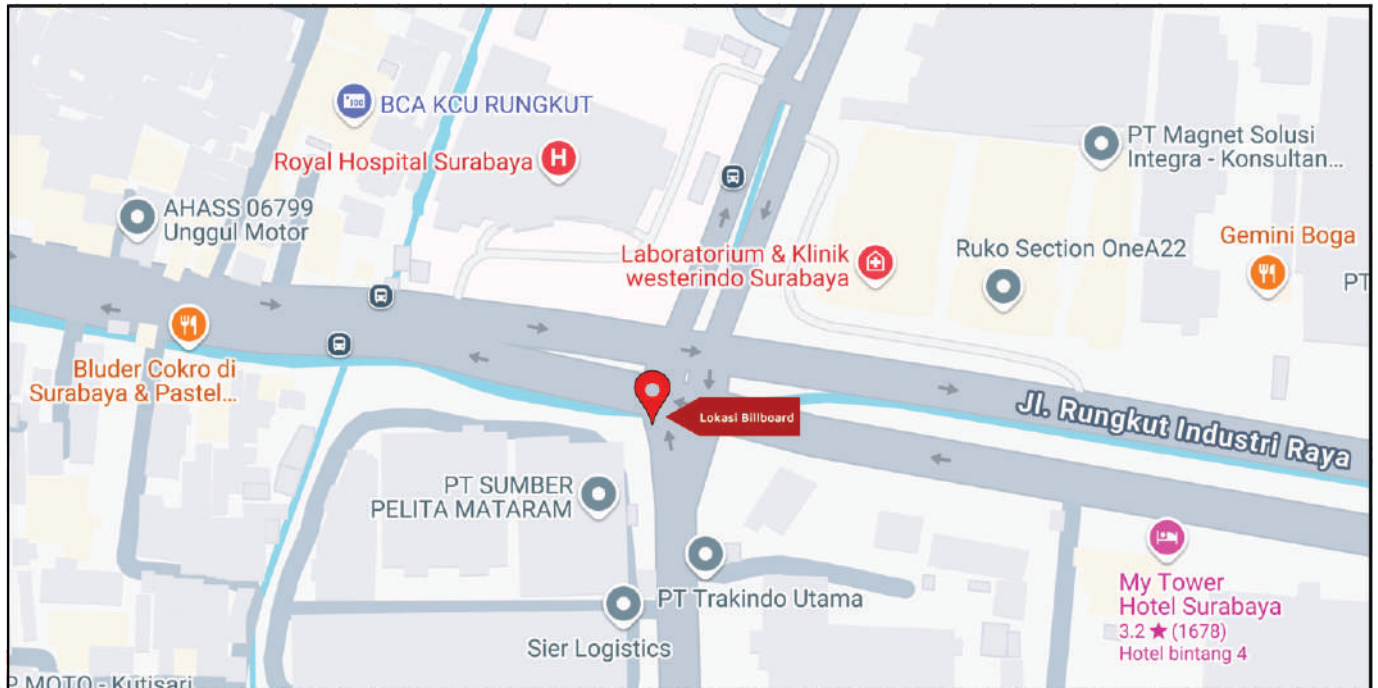 BCA KCU RUNGKUT
Royal Hospital Surabaya
H
PT Magnet Solusi
Integra - Konsultan...
AHASS 06799
Unggul Motor
Laboratorium & Klinik
westerindo Surabaya
Ruko Section OneA22
Gemini Boga
PT
Bluder Cokro di
Surabaya & Pastel...
Lokasi Billboard
Jl. Rungkut Industri Raya
PT SUMBER
PELITA MATARAM
PT Trakindo Utama
Sier Logistics
My Tower
Hotel Surabaya
3.2 ★ (1678)
Hotel bintang 4
P MOTO - Kutisari